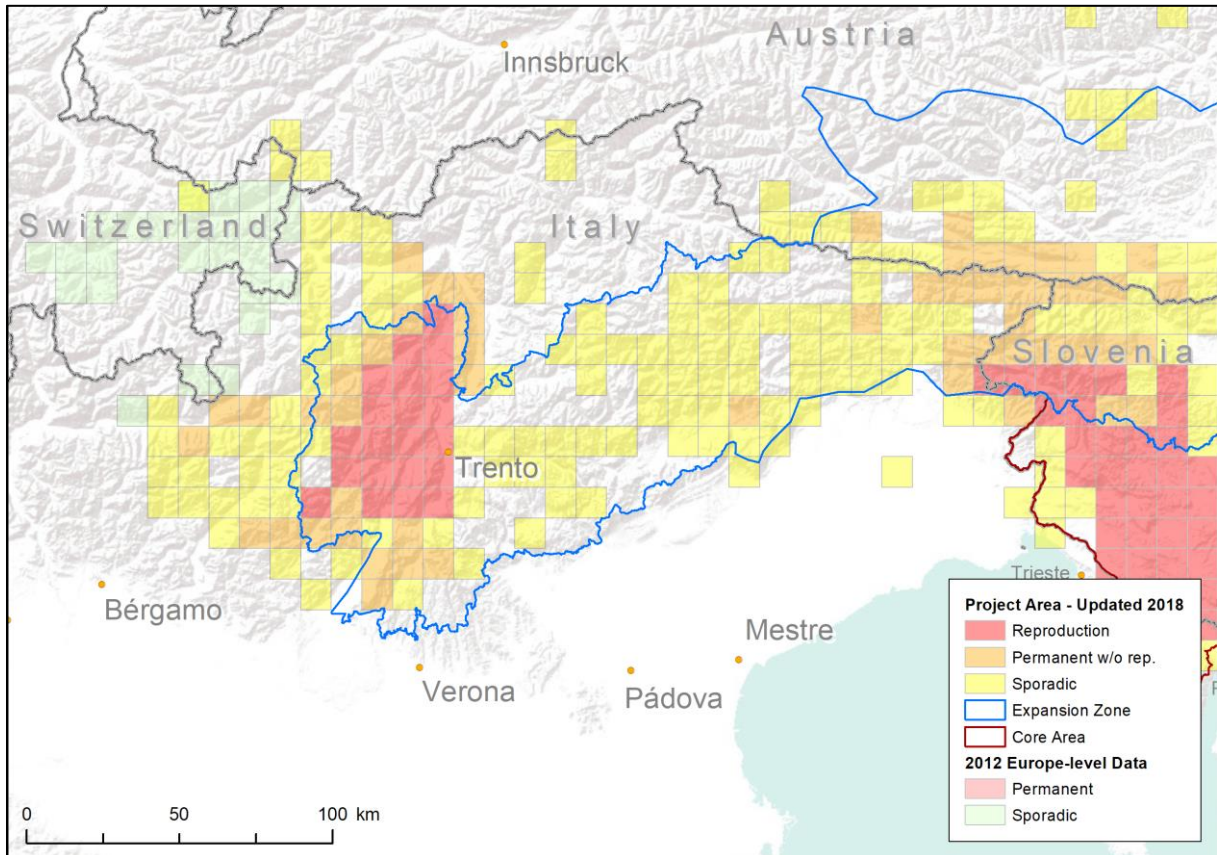 Austria
Innsbruck
Switzerland
Italy
Slovenia
Trento
Trieste
Bérgamo
Mestre
Verona
Pádova
Project Area - Updated 2018
Reproduction
Permanent w/o rep.
Sporadic
Expansion Zone
Core Area
2012 Europe-level Data
Permanent
Sporadic
0 50 100 km